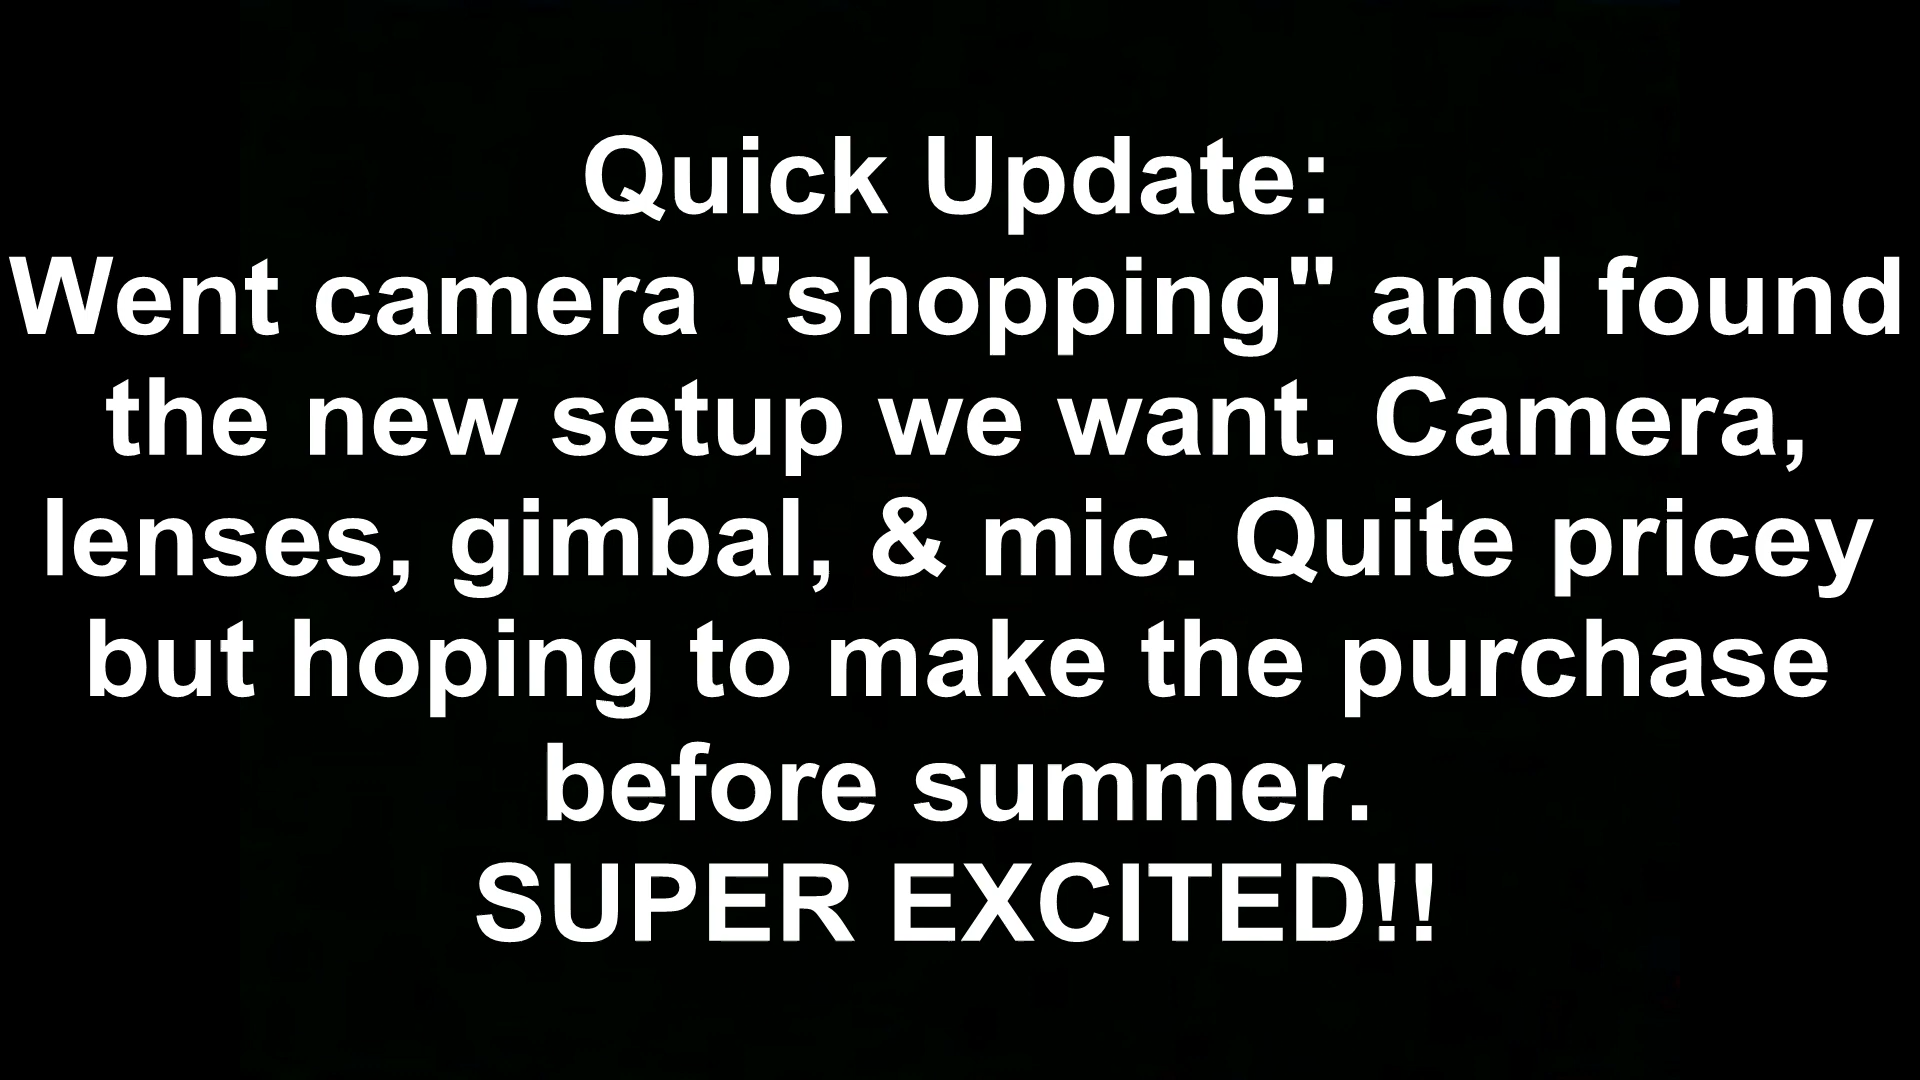 Quick Update:
Went camera "shopping" and found
the new setup we want. Camera,
lenses, gimbal, & mic. Quite pricey
but hoping to make the purchase
before summer.
SUPER EXCITED!!